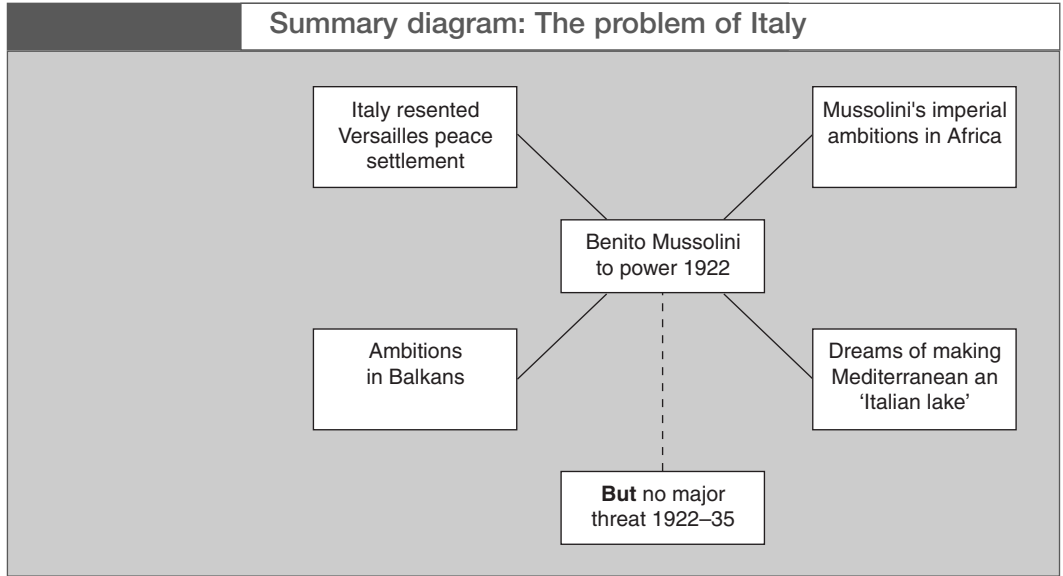 Summary diagram: The problem of Italy
Italy resented
Versailles peace
settlement
Mussolini's imperial
ambitions in Africa
Benito Mussolini
to power 1922
Ambitions
in Balkans
Dreams of making
Mediterranean an
‘Italian lake’
But no major
threat 1922–35